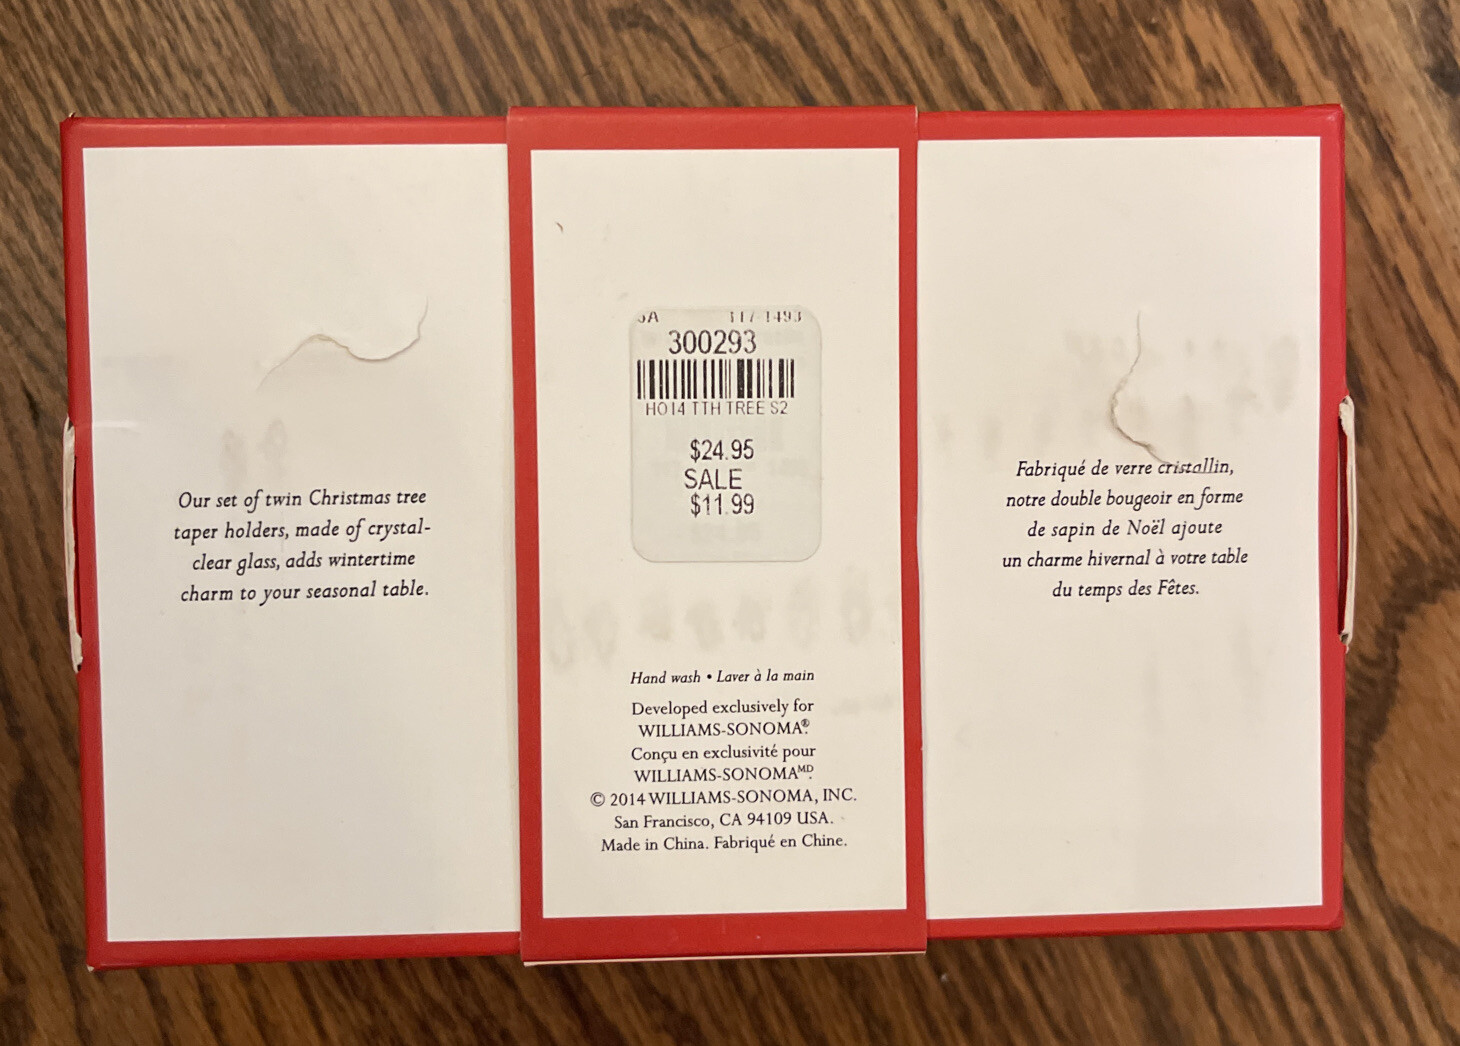 Our set of twin Christmas tree
taper holders, made of crystal-
clear glass, adds wintertime
charm to your seasonal table.
300293
HO14 TTH TREE S2
$24.95
SALE
$11.99
Hand wash • Laver à la main
Developed exclusively for
WILLIAMS-SONOMA®.
Conçu en exclusivité pour
WILLIAMS-SONOMAᴹᴰ.
© 2014 WILLIAMS-SONOMA, INC.
San Francisco, CA 94109 USA.
Made in China. Fabriqué en Chine.
Fabriqué de verre cristallin,
notre double bougeoir en forme
de sapin de Noël ajoute
un charme hivernal à votre table
du temps des Fêtes.